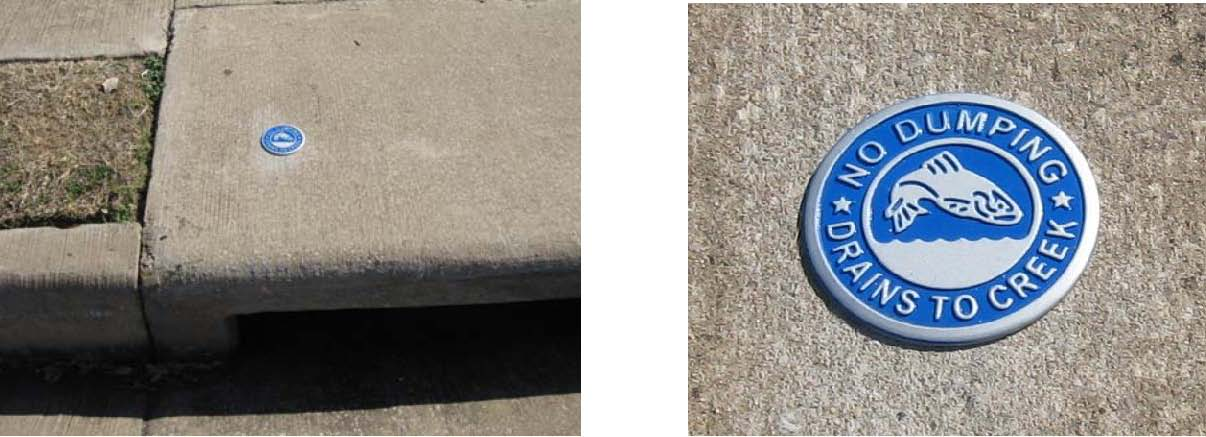 NO DUMPING
DRAINS TO CREEK